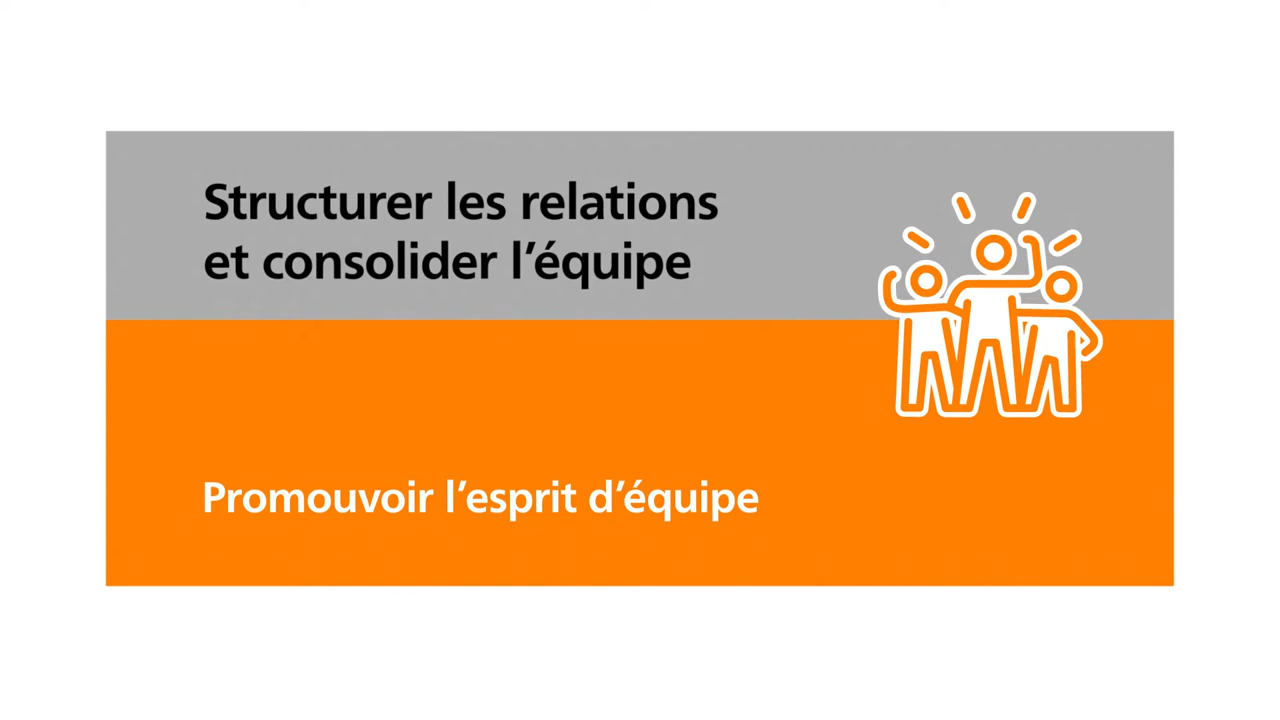 Structurer les relations
et consolider l’équipe
Promouvoir l’esprit d’équipe